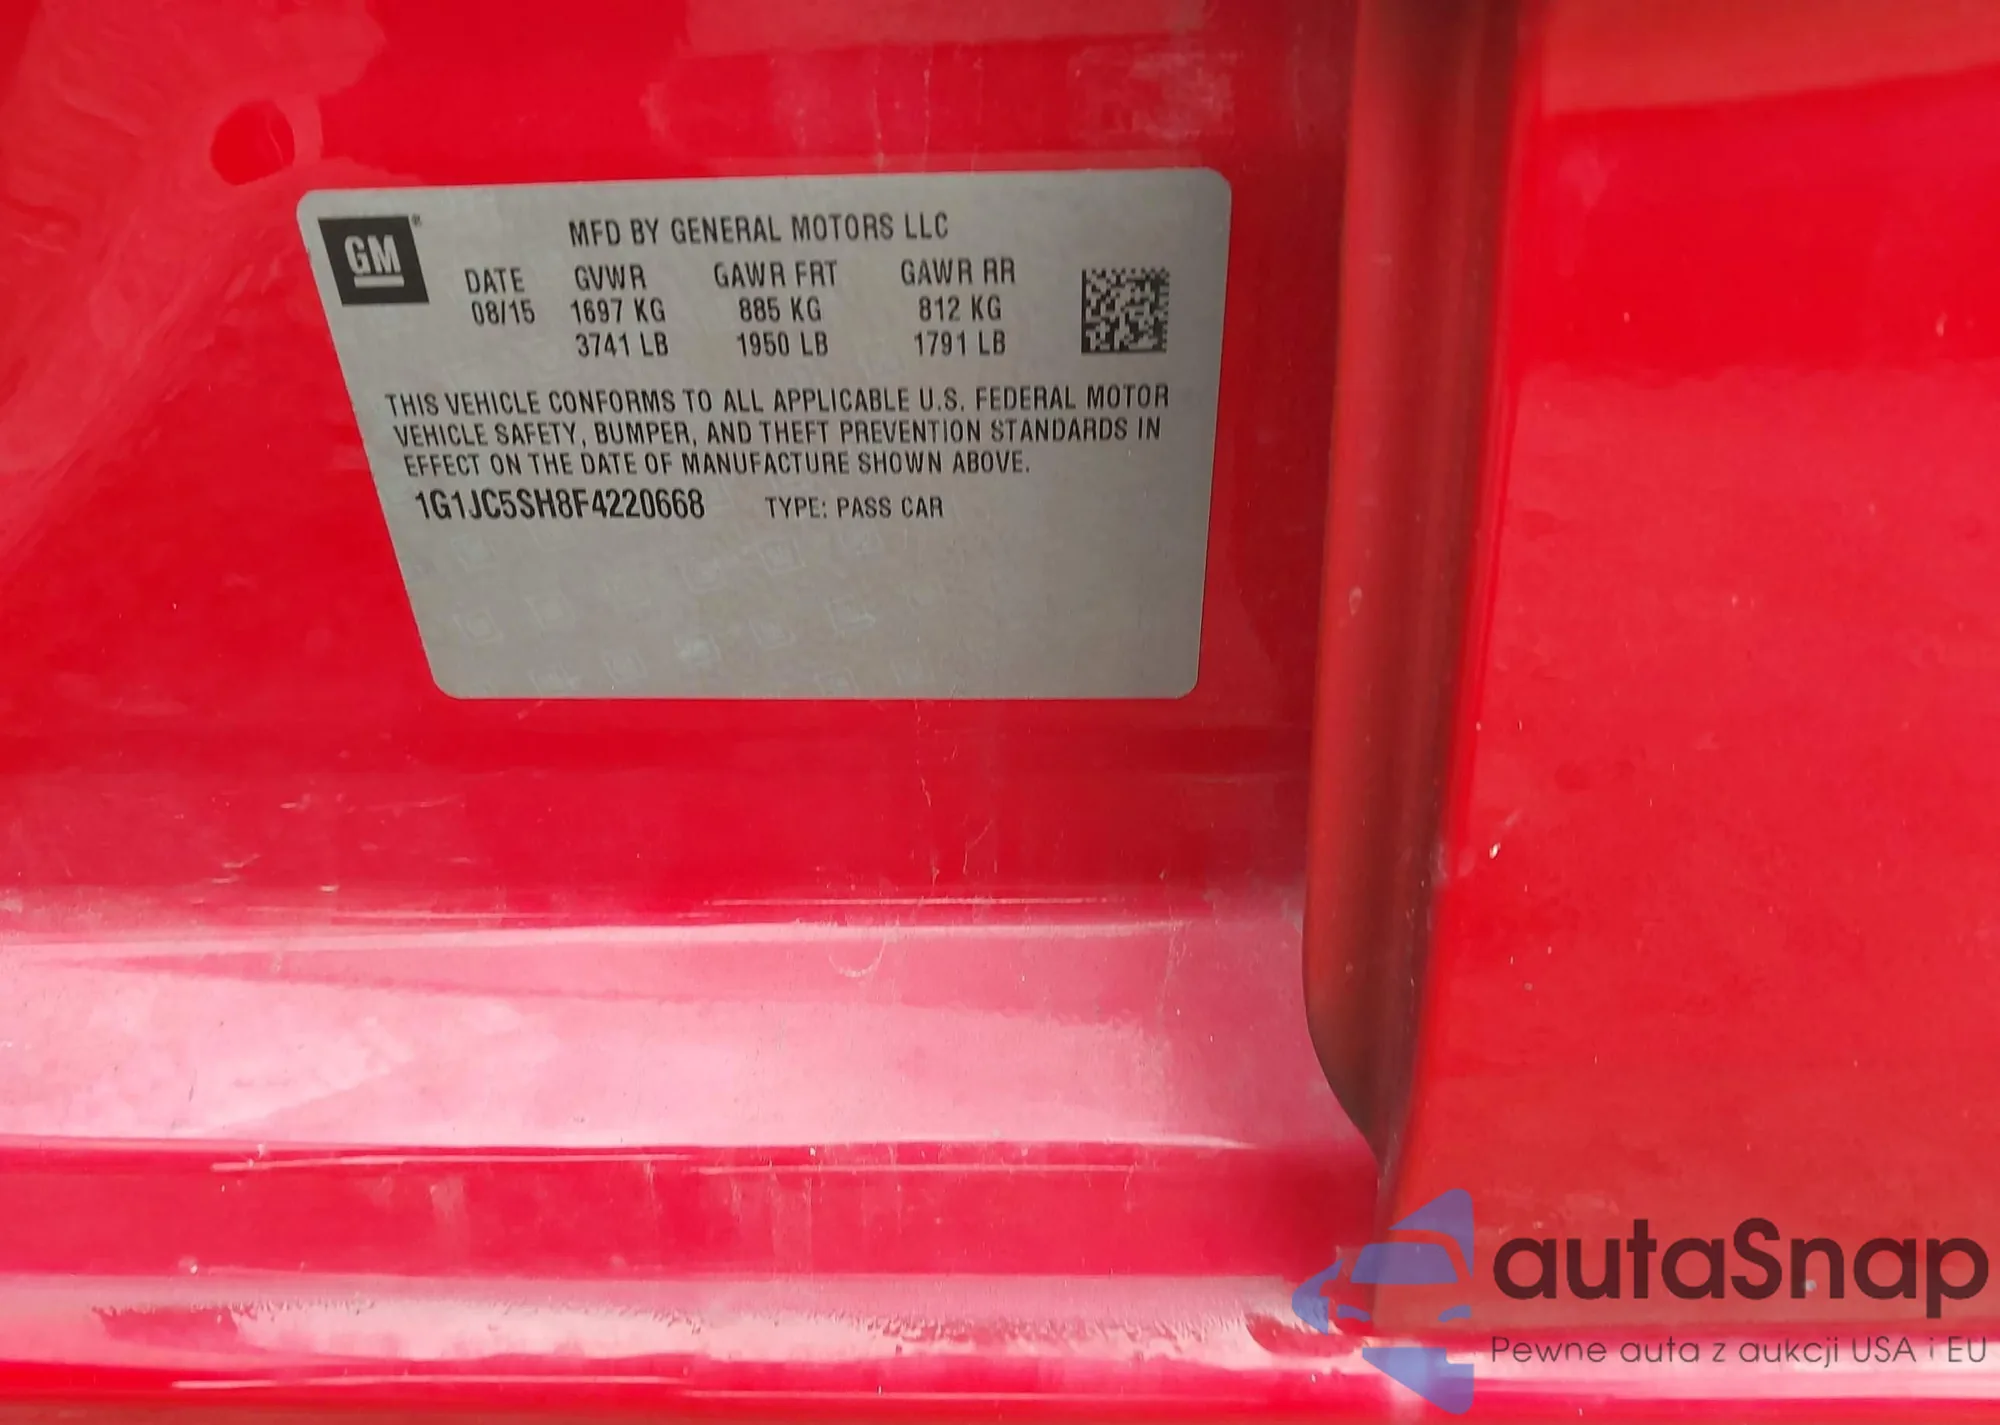 GM®
MFD BY GENERAL MOTORS LLC
DATE GVWR GAWR FRT GAWR RR
08/15 1697 KG 885 KG 812 KG
3741 LB 1950 LB 1791 LB
THIS VEHICLE CONFORMS TO ALL APPLICABLE U.S. FEDERAL MOTOR
VEHICLE SAFETY, BUMPER, AND THEFT PREVENTION STANDARDS IN
EFFECT ON THE DATE OF MANUFACTURE SHOWN ABOVE.
1G1JC5SH8F4220668 TYPE: PASS CAR
autaSnap
Pewne auta z aukcji USA i EU